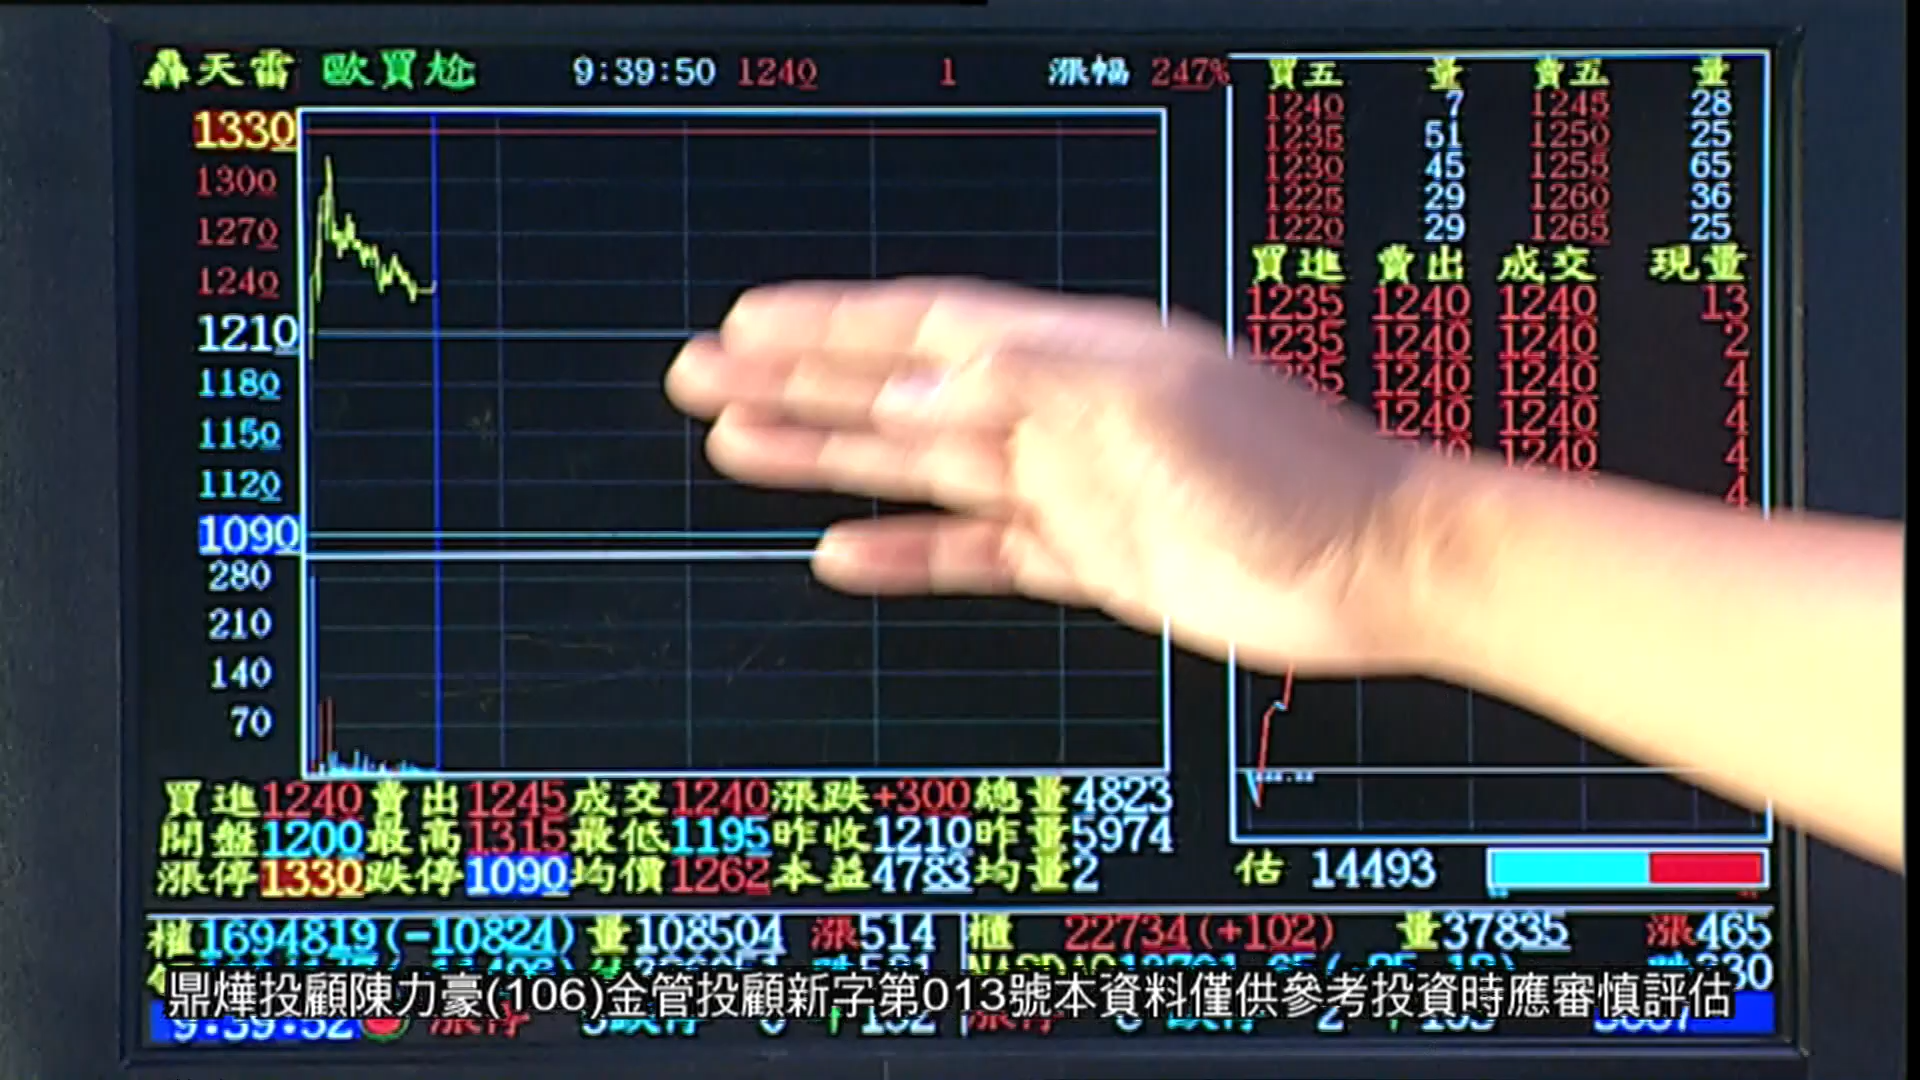 轟天雷 歐買尬 9:39:50 1240 1 漲幅 247%
買五 量 賣五 量
1240 7 1245 28
1235 51 1250 25
1230 45 1255 65
1225 29 1260 36
1220 29 1265 25
買進 賣出 成交 現量
1235 1240 1240 13
1235 1240 1240 2
1240 1240 4
1240 1240 4
1240 4
4
1330
1300
1270
1240
1210
1180
1150
1120
1090
280
210
140
70
買進1240賣出1245成交1240漲跌+300總量4823
開盤1200最高1315最低1195昨收1210昨量5974
漲停1330跌停1090均價1262本益4783均量2
估 14493
櫃22734(+102) 量37835 漲465
權1694819(-10824) 量108504 漲514
鼎燁投顧陳力豪(106)金管投顧新字第013號本資料僅供參考投資時應審慎評估
9:39:52